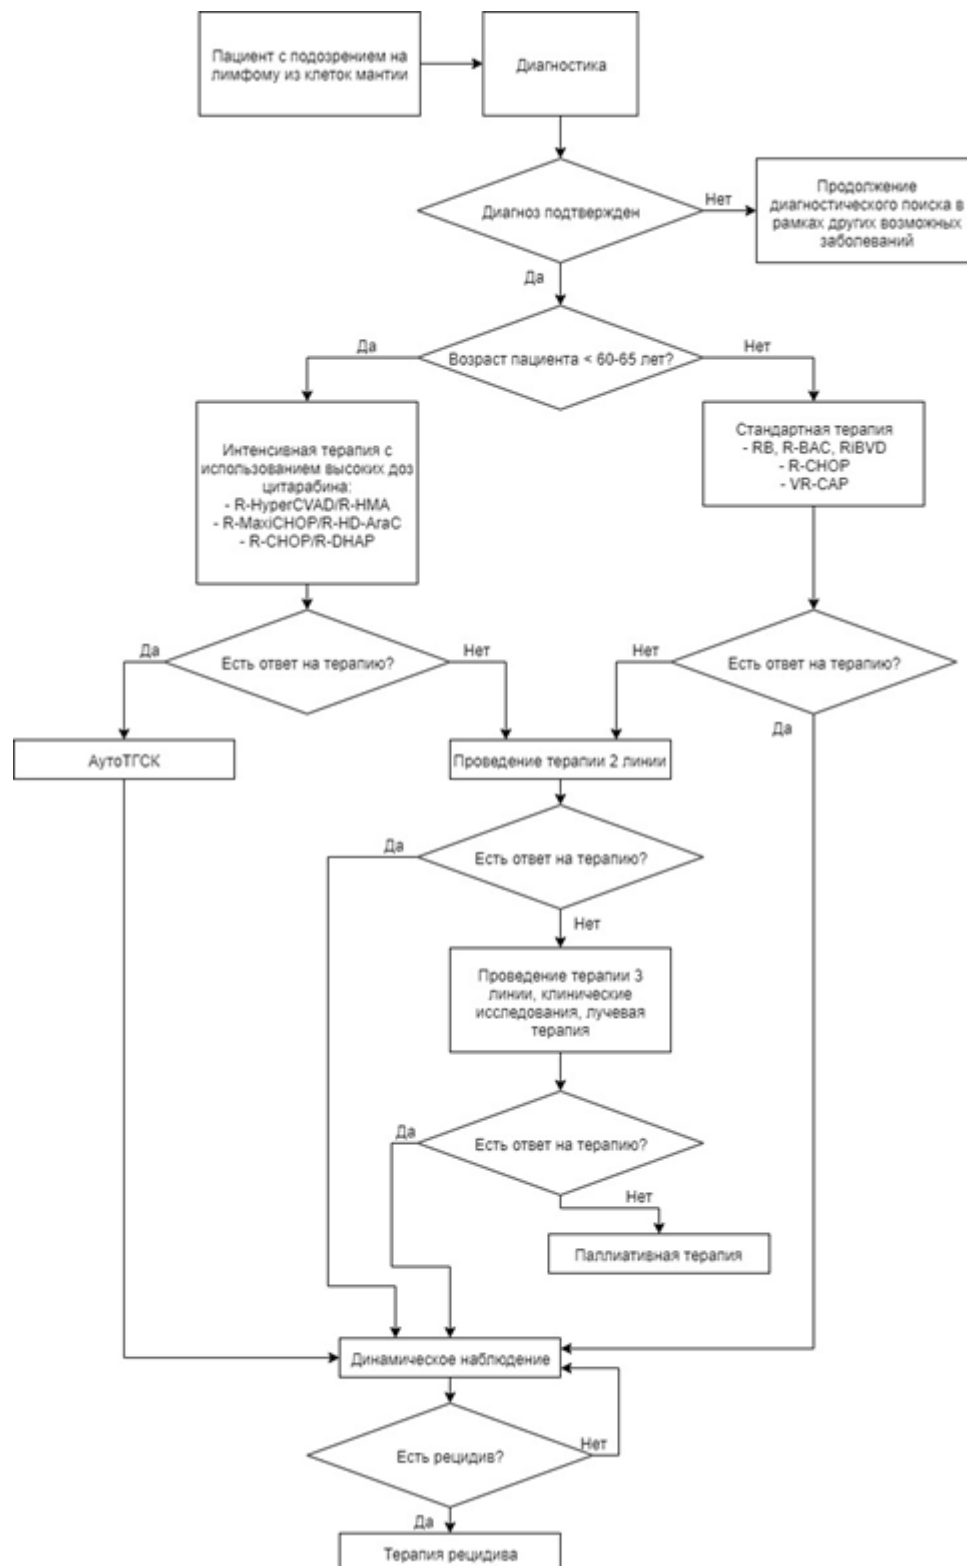 Пациент с подозрением на
лимфому из клеток мантии
Диагностика
Диагноз подтвержден
Нет
Продолжение
диагностического поиска в
рамках других возможных
заболеваний
Да
Возраст пациента < 60-65 лет?
Да
Нет
Интенсивная терапия с
использованием высоких доз
цитарабина:
- R-HyperCVAD/R-HMA
- R-MaxiCHOP/R-HD-AraC
- R-CHOP/R-DHAP
Стандартная терапия
- RB, R-BAC, RiBVD
- R-CHOP
- VR-CAP
Есть ответ на терапию?
Да
Нет
Есть ответ на терапию?
Нет
Да
АутоТГСК
Проведение терапии 2 линии
Есть ответ на терапию?
Да
Нет
Проведение терапии 3
линии, клинические
исследования, лучевая
терапия
Есть ответ на терапию?
Да
Нет
Паллиативная терапия
Динамическое наблюдение
Есть рецидив?
Нет
Да
Терапия рецидива